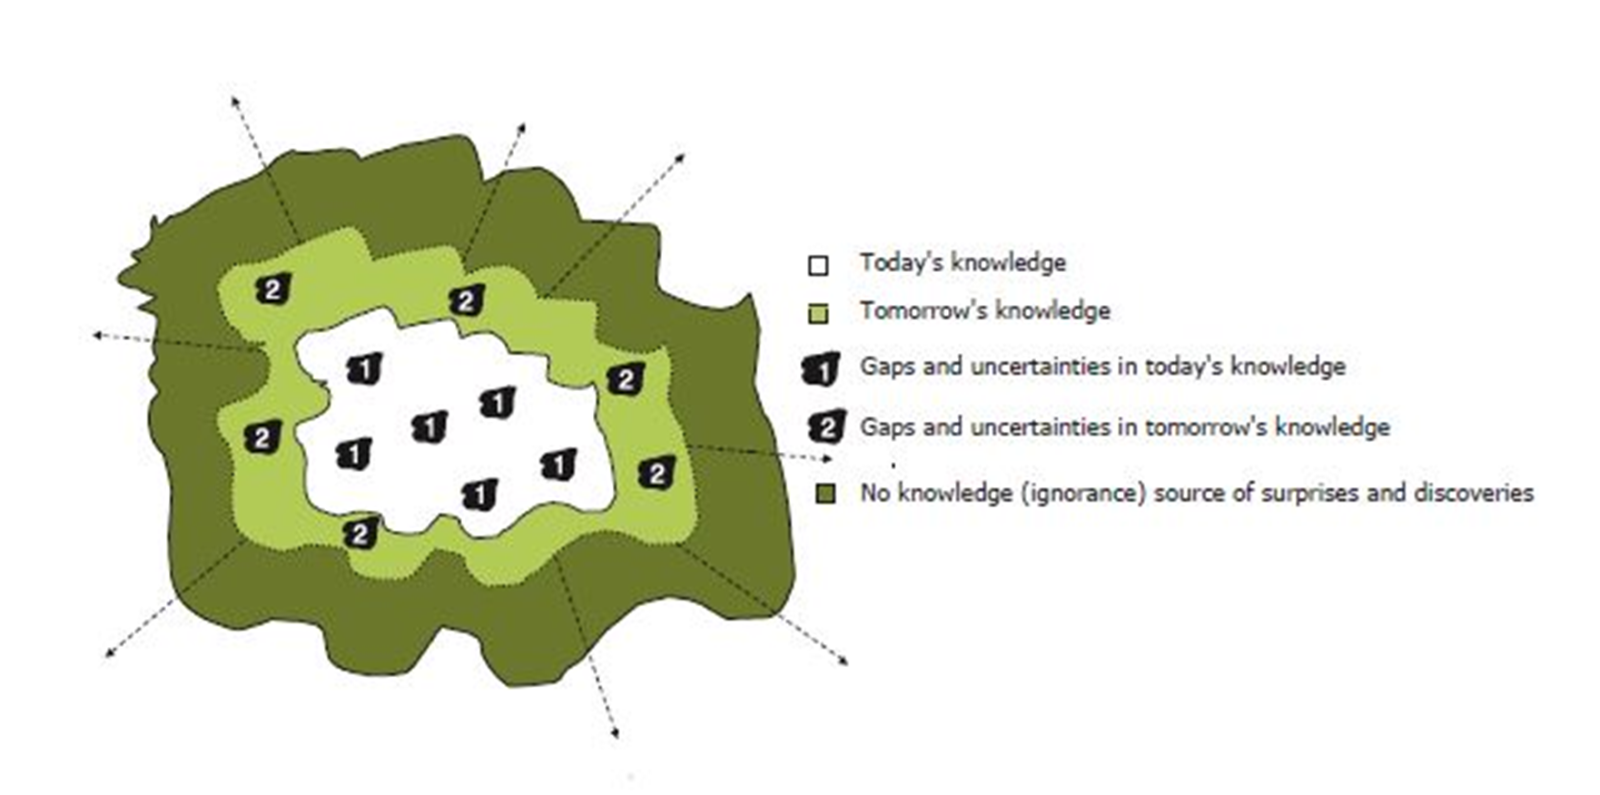 2
2
1
2
1
1
2
1
1
2
1
2
Today's knowledge
Tomorrow's knowledge
1 Gaps and uncertainties in today's knowledge
2 Gaps and uncertainties in tomorrow's knowledge
No knowledge (ignorance) source of surprises and discoveries